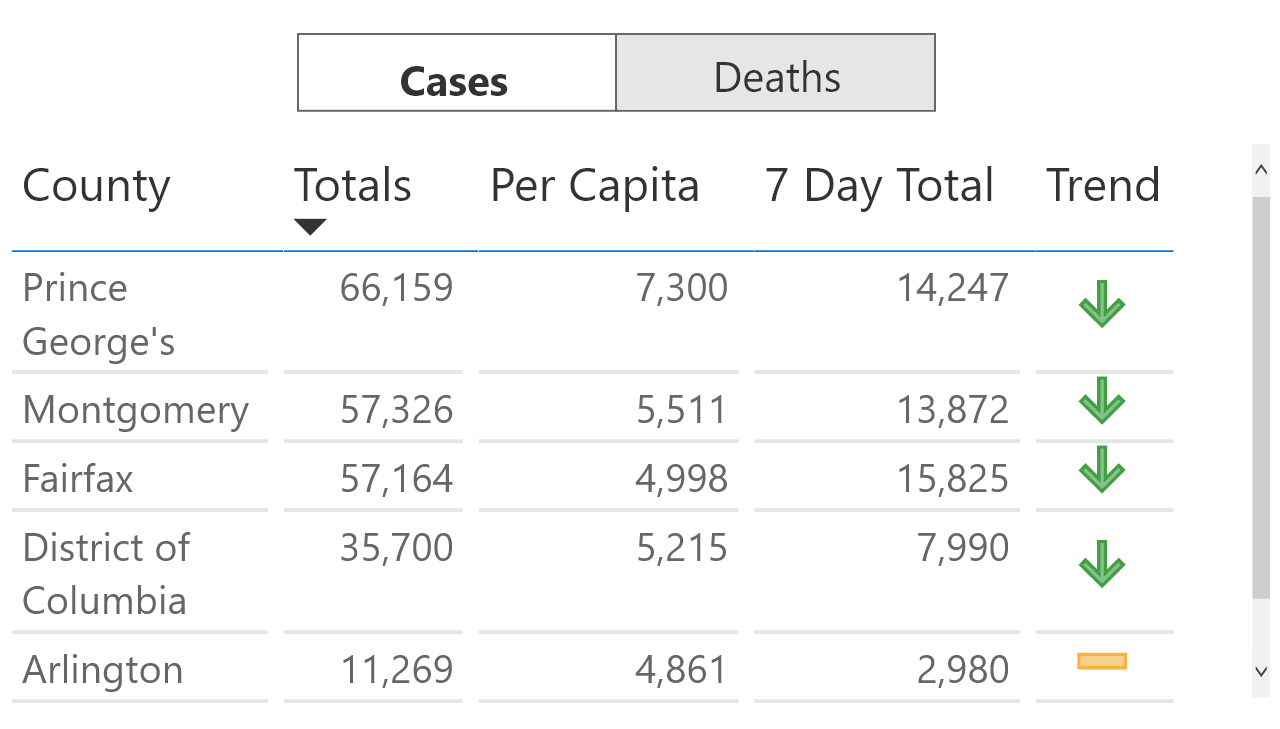 Cases Deaths
County Totals Per Capita 7 Day Total Trend
Prince 66,159 7,300 14,247
George's
Montgomery 57,326 5,511 13,872
Fairfax 57,164 4,998 15,825
District of 35,700 5,215 7,990
Columbia
Arlington 11,269 4,861 2,980